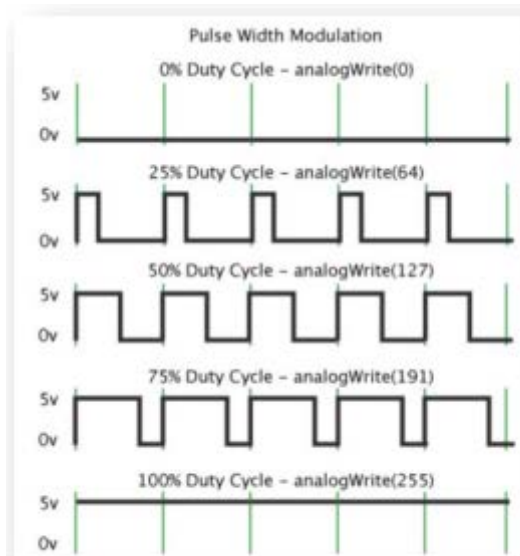 Pulse Width Modulation
0% Duty Cycle – analogWrite(0)
5v
0v
25% Duty Cycle – analogWrite(64)
5v
0v
50% Duty Cycle – analogWrite(127)
5v
0v
75% Duty Cycle – analogWrite(191)
5v
0v
100% Duty Cycle – analogWrite(255)
5v
0v